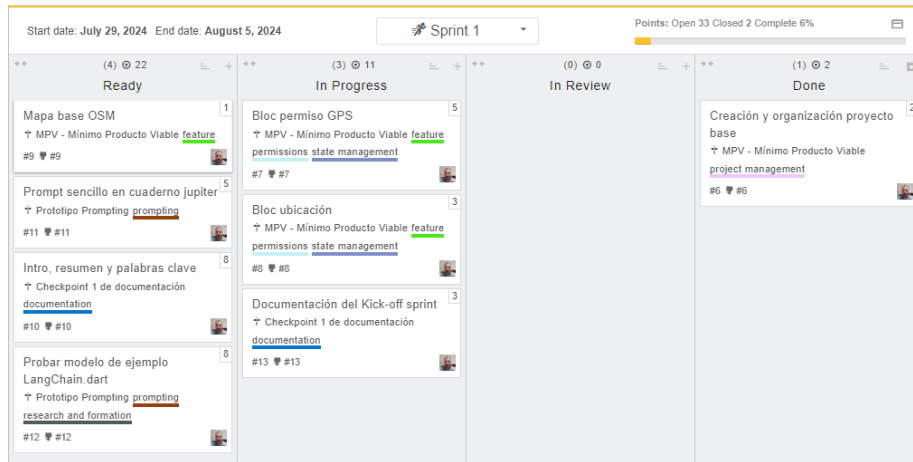 Start date: July 29, 2024 End date: August 5, 2024
Sprint 1
Points: Open 33 Closed 2 Complete 6%
(4) 22
Ready
Mapa base OSM
1
MPV - Mínimo Producto Viable feature
#9 #9
Prompt sencillo en cuaderno jupiter
5
Prototipo Prompting prompting
#11 #11
Intro, resumen y palabras clave
8
Checkpoint 1 de documentación
documentation
#10 #10
Probar modelo de ejemplo
8
LangChain.dart
Prototipo Prompting prompting
research and formation
#12 #12
(3) 11
In Progress
Bloc permiso GPS
5
MPV - Mínimo Producto Viable feature
permissions state management
#7 #7
Bloc ubicación
3
MPV - Mínimo Producto Viable feature
permissions state management
#8 #8
Documentación del Kick-off sprint
3
Checkpoint 1 de documentación
documentation
#13 #13
(0) 0
In Review
(1) 2
Done
Creación y organización proyecto
2
base
MPV - Mínimo Producto Viable
project management
#6 #6